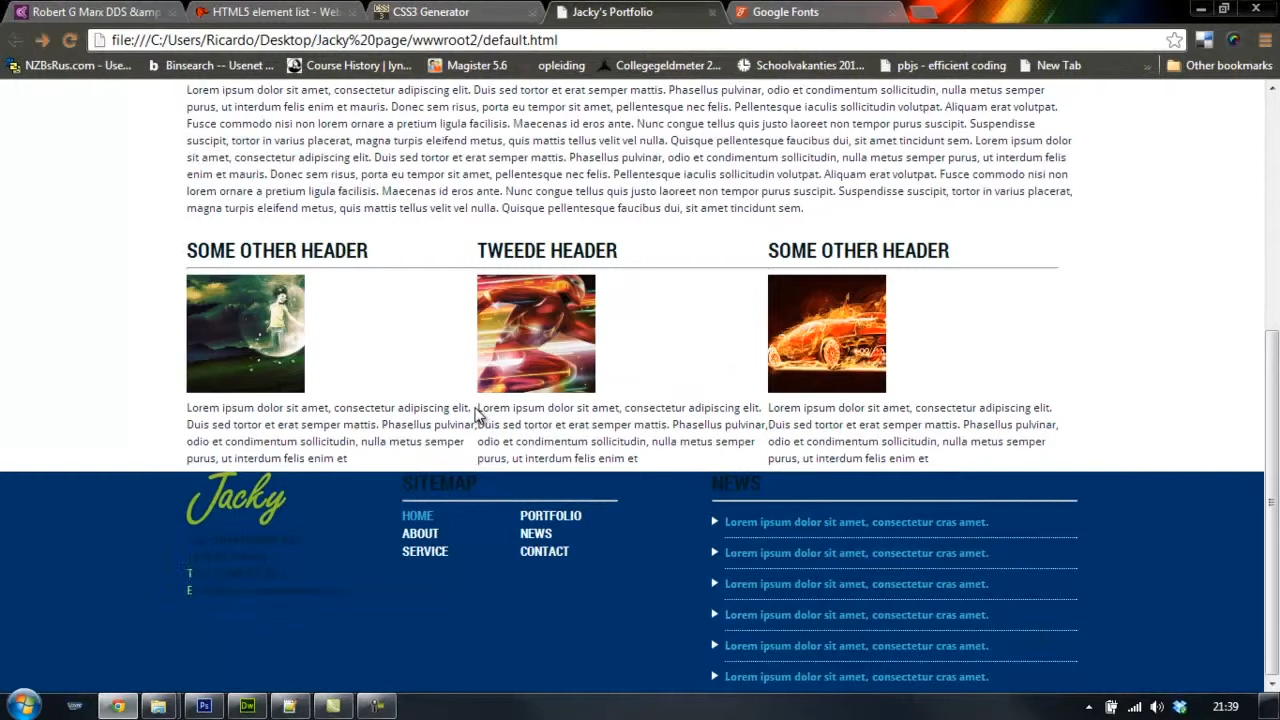 Robert G Marx DDS &amp
HTML5 element list - Web
CSS3 Generator
Jacky's Portfolio
Google Fonts
file:///C:/Users/Ricardo/Desktop/Jacky%20page/wwwroot2/default.html
NZBsRus.com - Use...
Binsearch -- Usenet ...
Course History | lyn...
Magister 5.6
opleiding
Collegegeldmeter 2...
Schoolvakanties 201...
pbjs - efficient coding
New Tab
Other bookmarks
Lorem ipsum dolor sit amet, consectetur adipiscing elit. Duis sed tortor et erat semper mattis. Phasellus pulvinar, odio et condimentum sollicitudin, nulla metus semper
purus, ut interdum felis enim et mauris. Donec sem risus, porta eu tempor sit amet, pellentesque nec felis. Pellentesque iaculis sollicitudin volutpat. Aliquam erat volutpat.
Fusce commodo nisi non lorem ornare a pretium ligula facilisis. Maecenas id eros ante. Nunc congue tellus quis justo laoreet non tempor purus suscipit. Suspendisse
suscipit, tortor in varius placerat, magna turpis eleifend metus, quis mattis tellus velit vel nulla. Quisque pellentesque faucibus dui, sit amet tincidunt sem. Lorem ipsum dolor
sit amet, consectetur adipiscing elit. Duis sed tortor et erat semper mattis. Phasellus pulvinar, odio et condimentum sollicitudin, nulla metus semper purus, ut interdum felis
enim et mauris. Donec sem risus, porta eu tempor sit amet, pellentesque nec felis. Pellentesque iaculis sollicitudin volutpat. Aliquam erat volutpat. Fusce commodo nisi non
lorem ornare a pretium ligula facilisis. Maecenas id eros ante. Nunc congue tellus quis justo laoreet non tempor purus suscipit. Suspendisse suscipit, tortor in varius placerat,
magna turpis eleifend metus, quis mattis tellus velit vel nulla. Quisque pellentesque faucibus dui, sit amet tincidunt sem.
SOME OTHER HEADER
Lorem ipsum dolor sit amet, consectetur adipiscing elit.
Duis sed tortor et erat semper mattis. Phasellus pulvinar,
odio et condimentum sollicitudin, nulla metus semper
purus, ut interdum felis enim et
TWEEDE HEADER
Lorem ipsum dolor sit amet, consectetur adipiscing elit.
Duis sed tortor et erat semper mattis. Phasellus pulvinar,
odio et condimentum sollicitudin, nulla metus semper
purus, ut interdum felis enim et
SOME OTHER HEADER
Lorem ipsum dolor sit amet, consectetur adipiscing elit.
Duis sed tortor et erat semper mattis. Phasellus pulvinar,
odio et condimentum sollicitudin, nulla metus semper
purus, ut interdum felis enim et
Jacky
T
E
SITEMAP
HOME
ABOUT
SERVICE
PORTFOLIO
NEWS
CONTACT
NEWS
Lorem ipsum dolor sit amet, consectetur cras amet.
Lorem ipsum dolor sit amet, consectetur cras amet.
Lorem ipsum dolor sit amet, consectetur cras amet.
Lorem ipsum dolor sit amet, consectetur cras amet.
Lorem ipsum dolor sit amet, consectetur cras amet.
Lorem ipsum dolor sit amet, consectetur cras amet.
21:39